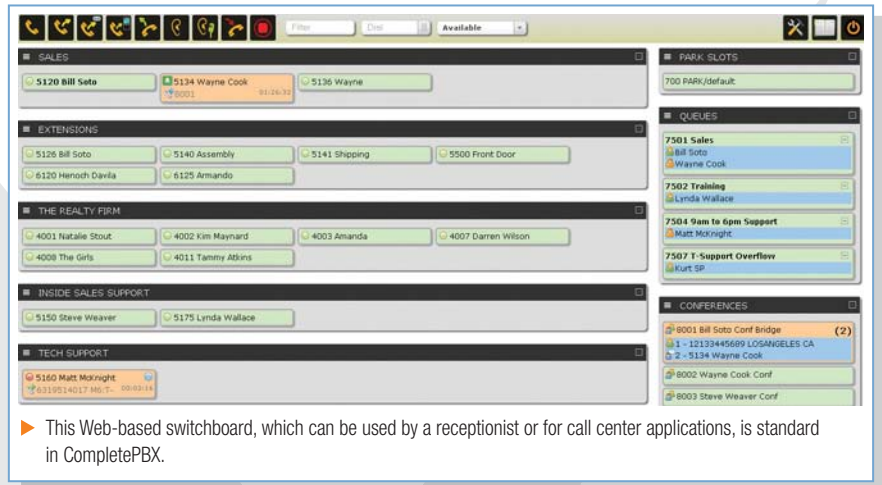 Filter
Dial
Available
SALES
5120 Bill Soto
5134 Wayne Cook
8001 01:26:32
5136 Wayne
EXTENSIONS
5126 Bill Soto
5140 Assembly
5141 Shipping
5500 Front Door
6120 Henoch Davila
6125 Armando
THE REALTY FIRM
4001 Natalie Stout
4002 Kim Maynard
4003 Amanda
4007 Darren Wilson
4008 The Girls
4011 Tammy Atkins
INSIDE SALES SUPPORT
5150 Steve Weaver
5175 Lynda Wallace
TECH SUPPORT
5160 Matt McKnight
6319514017 M6:7- 00:03:16
PARK SLOTS
700 PARK/default
QUEUES
7501 Sales
Bill Soto
Wayne Cook
7502 Training
Lynda Wallace
7504 9am to 6pm Support
Matt McKnight
7507 T-Support Overflow
Kurt SP
CONFERENCES
8001 Bill Soto Conf Bridge (2)
1 - 12133445689 LOSANGELES CA
2 - 5134 Wayne Cook
8002 Wayne Cook Conf
8003 Steve Weaver Conf
This Web-based switchboard, which can be used by a receptionist or for call center applications, is standard
in CompletePBX.